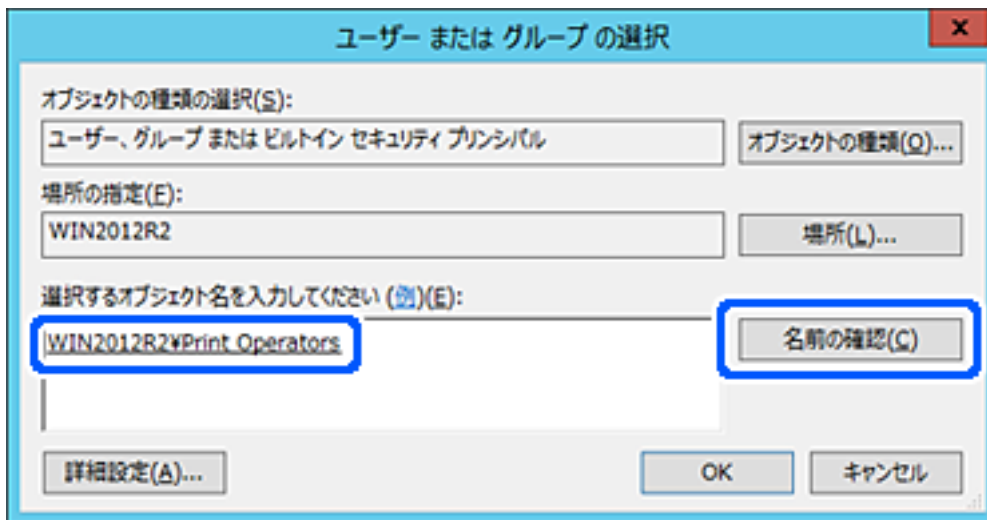 ユーザー または グループ の選択
x
オブジェクトの種類の選択(S):
ユーザー、グループ または ビルトイン セキュリティ プリンシパル
オブジェクトの種類(O)...
場所の指定(F):
WIN2012R2
場所(L)...
選択するオブジェクト名を入力してください (例)(E):
WIN2012R2¥Print Operators
名前の確認(C)
詳細設定(A)...
OK
キャンセル